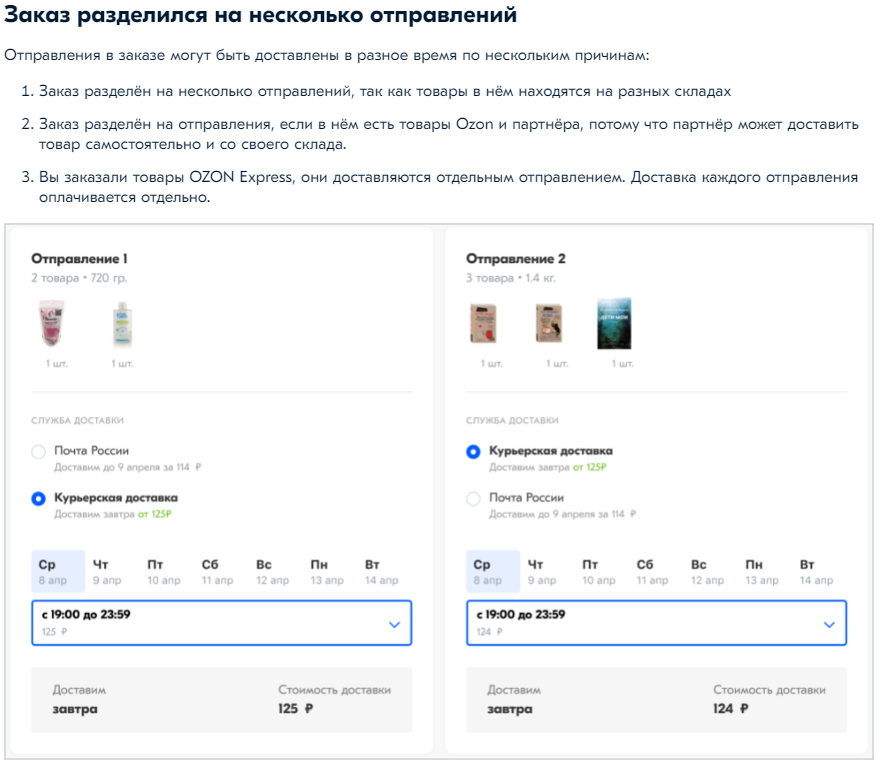 Заказ разделился на несколько отправлений
Отправления в заказе могут быть доставлены в разное время по нескольким причинам:
1. Заказ разделён на несколько отправлений, так как товары в нём находятся на разных складах
2. Заказ разделён на отправления, если в нём есть товары Ozon и партнёра, потому что партнёр может доставить
товар самостоятельно и со своего склада.
3. Вы заказали товары OZON Express, они доставляются отдельным отправлением. Доставка каждого отправления
оплачивается отдельно.
Отправление 1
2 товара • 720 гр.
1 шт.
1 шт.
СЛУЖБА ДОСТАВКИ
Почта России
Доставим до 9 апреля за 114 ₽
Курьерская доставка
Доставим завтра от 125₽
Ср Чт Пт Сб Вс Пн Вт
8 апр 9 апр 10 апр 11 апр 12 апр 13 апр 14 апр
с 19:00 до 23:59
125 ₽
Доставим Стоимость доставки
завтра 125 ₽
Отправление 2
3 товара • 1.4 кг.
ДЕТИ МОИ
1 шт.
1 шт.
1 шт.
СЛУЖБА ДОСТАВКИ
Курьерская доставка
Доставим завтра от 125₽
Почта России
Доставим до 9 апреля за 114 ₽
Ср Чт Пт Сб Вс Пн Вт
8 апр 9 апр 10 апр 11 апр 12 апр 13 апр 14 апр
с 19:00 до 23:59
124 ₽
Доставим Стоимость доставки
завтра 124 ₽